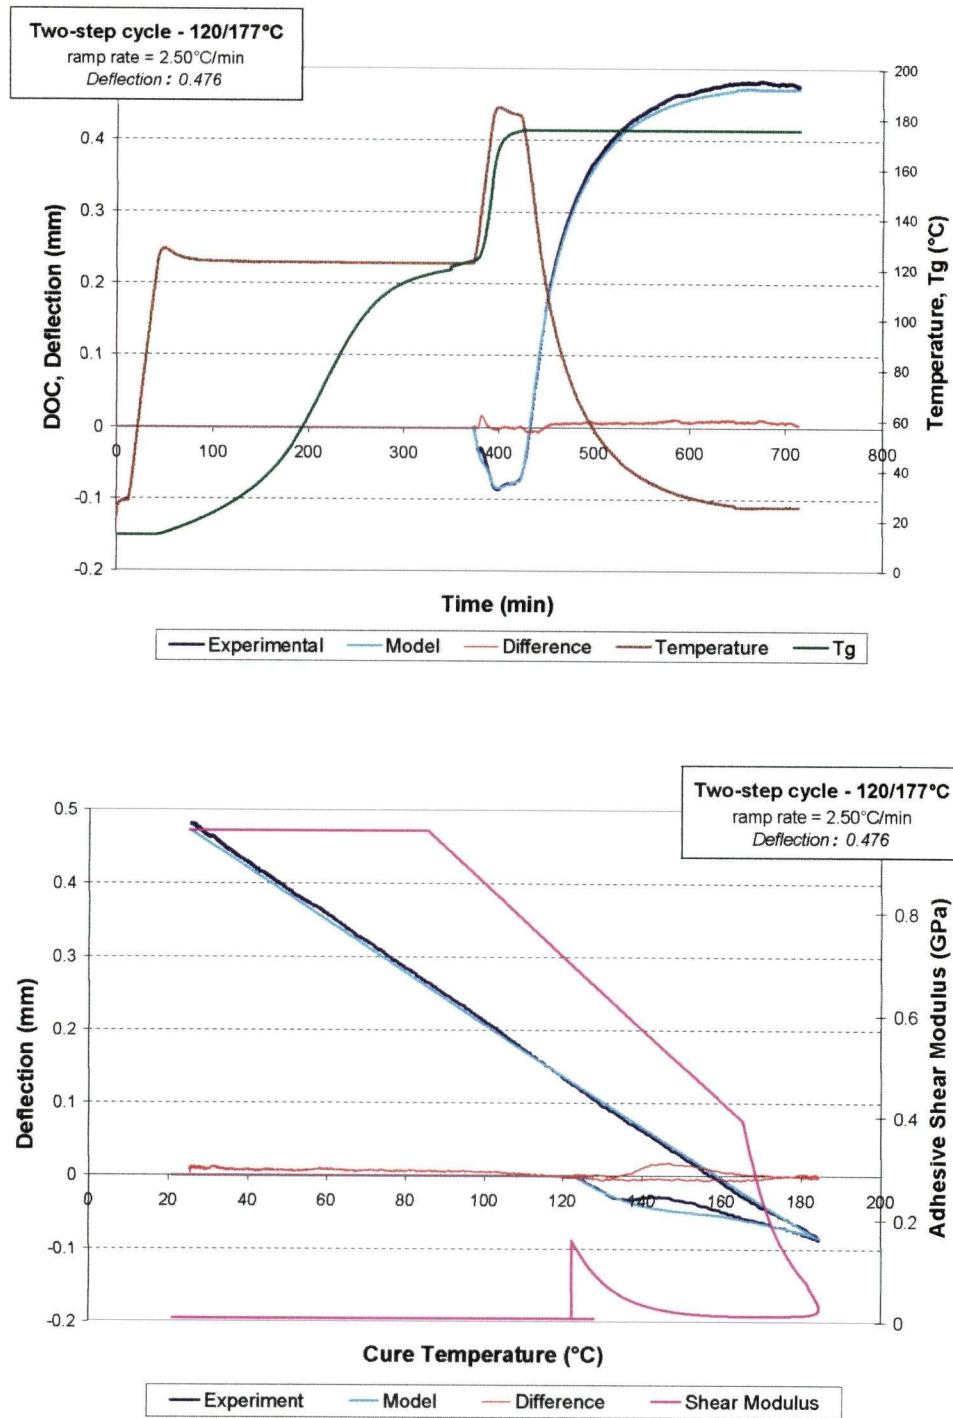 Two-step cycle - 120/177°C
ramp rate = 2.50°C/min
Deflection : 0.476
DOC, Deflection (mm)
0.4
0.3
0.2
0.1
0
-0.1
-0.2
0 100 200 300 400 500 600 700 800
200
180
160
140
120
100
80
60
40
20
0
Temperature, Tg (°C)
Time (min)
Experimental Model Difference Temperature Tg
Two-step cycle - 120/177°C
ramp rate = 2.50°C/min
Deflection : 0.476
Deflection (mm)
0.5
0.4
0.3
0.2
0.1
0
-0.1
-0.2
0 20 40 60 80 100 120 140 160 180 200
0.8
0.6
0.4
0.2
0
Adhesive Shear Modulus (GPa)
Cure Temperature (°C)
Experiment Model Difference Shear Modulus